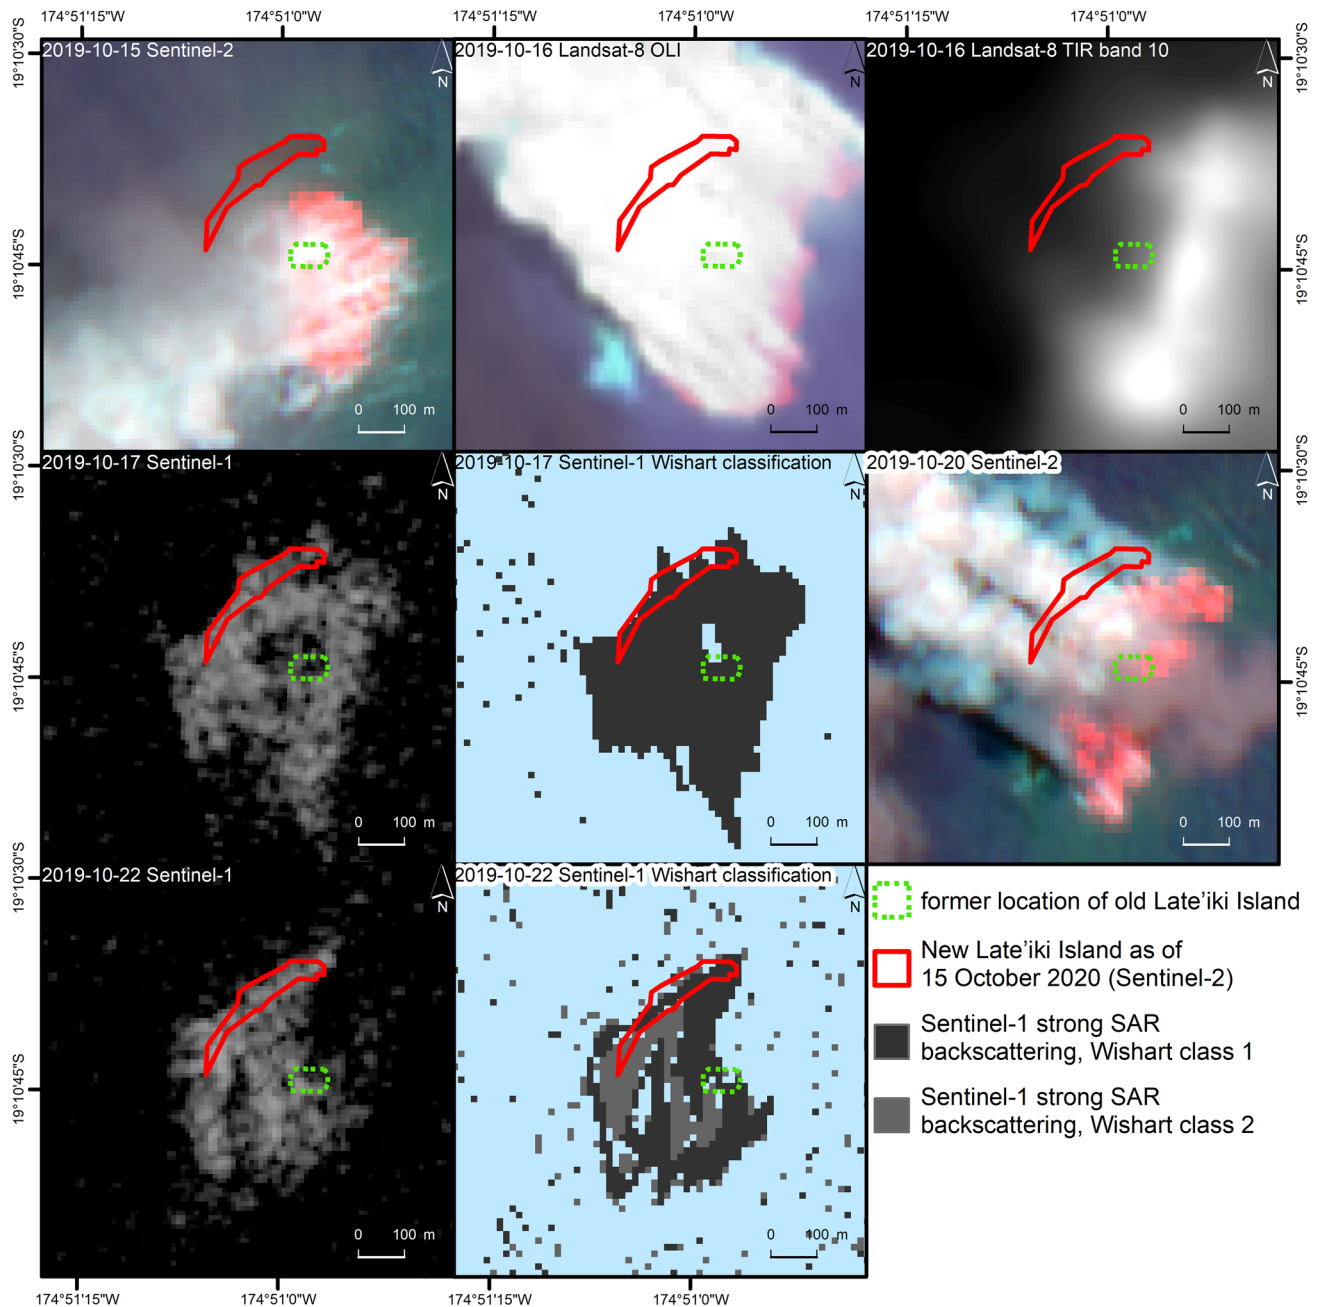 174°51'15"W
174°51'0"W
174°51'15"W
174°51'0"W
174°51'15"W
174°51'0"W
19°10'30"S
2019-10-15 Sentinel-2
N
2019-10-16 Landsat-8 OLI
N
2019-10-16 Landsat-8 TIR band 10
N
19°10'30"S
19°10'45"S
19°10'45"S
0 100 m
0 100 m
0 100 m
19°10'30"S
2019-10-17 Sentinel-1
N
2019-10-17 Sentinel-1 Wishart classification
N
2019-10-20 Sentinel-2
N
19°10'30"S
19°10'45"S
19°10'45"S
0 100 m
0 100 m
0 100 m
19°10'30"S
2019-10-22 Sentinel-1
N
2019-10-22 Sentinel-1 Wishart classification
N
19°10'45"S
0 100 m
0 100 m
former location of old Late'iki Island
New Late'iki Island as of
15 October 2020 (Sentinel-2)
Sentinel-1 strong SAR
backscattering, Wishart class 1
Sentinel-1 strong SAR
backscattering, Wishart class 2
174°51'15"W
174°51'0"W
174°51'15"W
174°51'0"W